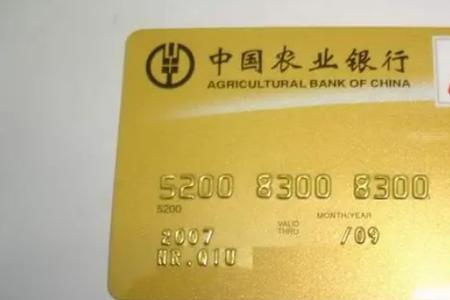 中国农业银行
AGRICULTURAL BANK OF CHINA
5200 8300 8300
5200
MONTH/YEAR
VALID
THRU
2007 /09
MR.QIU